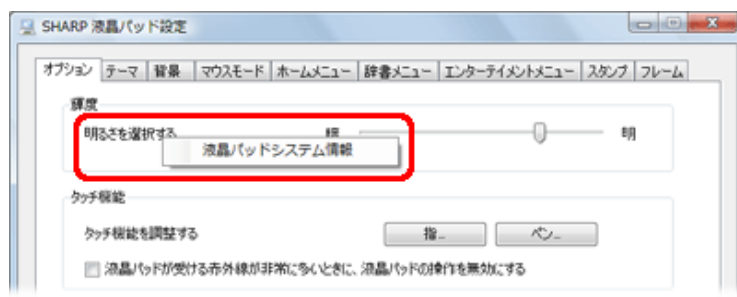 SHARP 液晶パッド設定
オプション テーマ 背景 マウスモード ホームメニュー 辞書メニュー エンターテイメントメニュー スタンプ フレーム
輝度
明るさを選択する 暗 明
液晶パッドシステム情報
タッチ機能
タッチ機能を調整する 指... ペン...
液晶パッドが受ける赤外線が非常に多いときに、液晶パッドの操作を無効にする